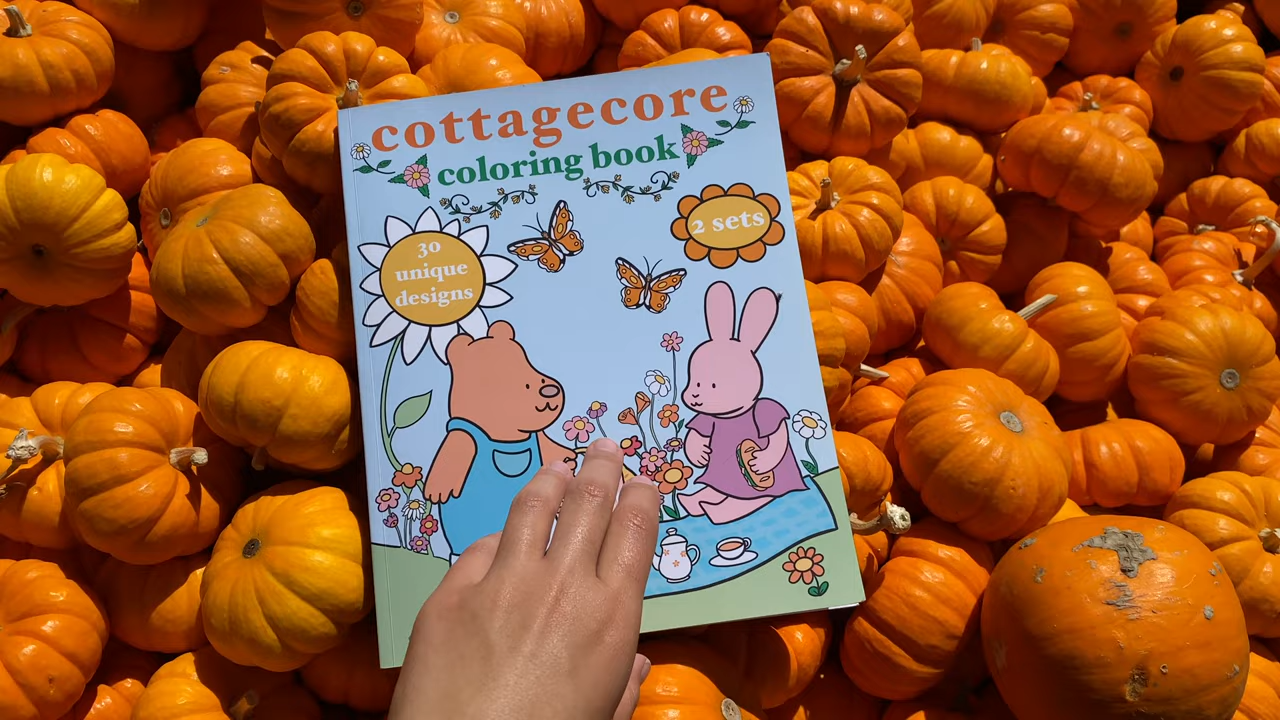 cottagecore
coloring book
2 sets
30
unique
designs